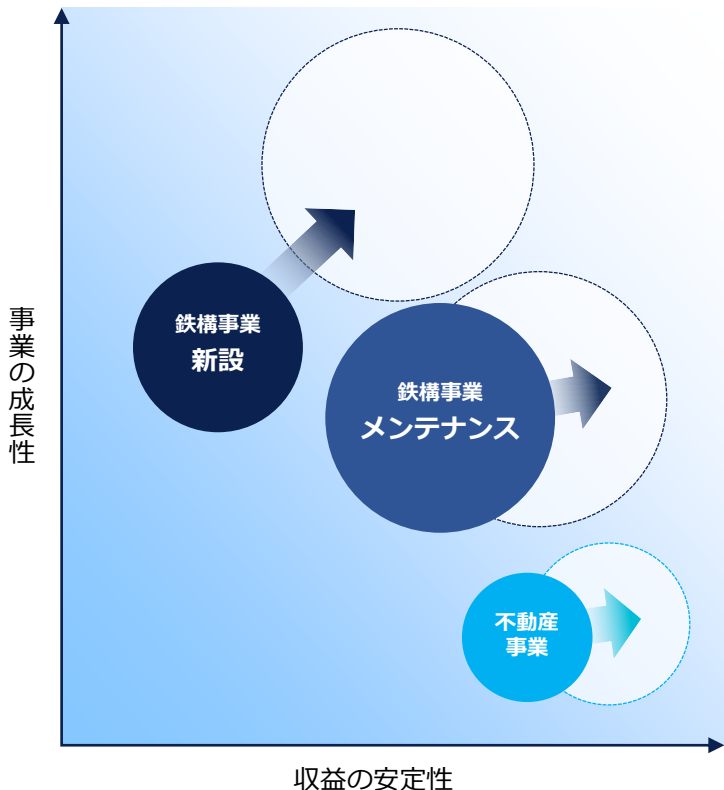 事業の成長性
鉄構事業
新設
鉄構事業
メンテナンス
不動産
事業
収益の安定性